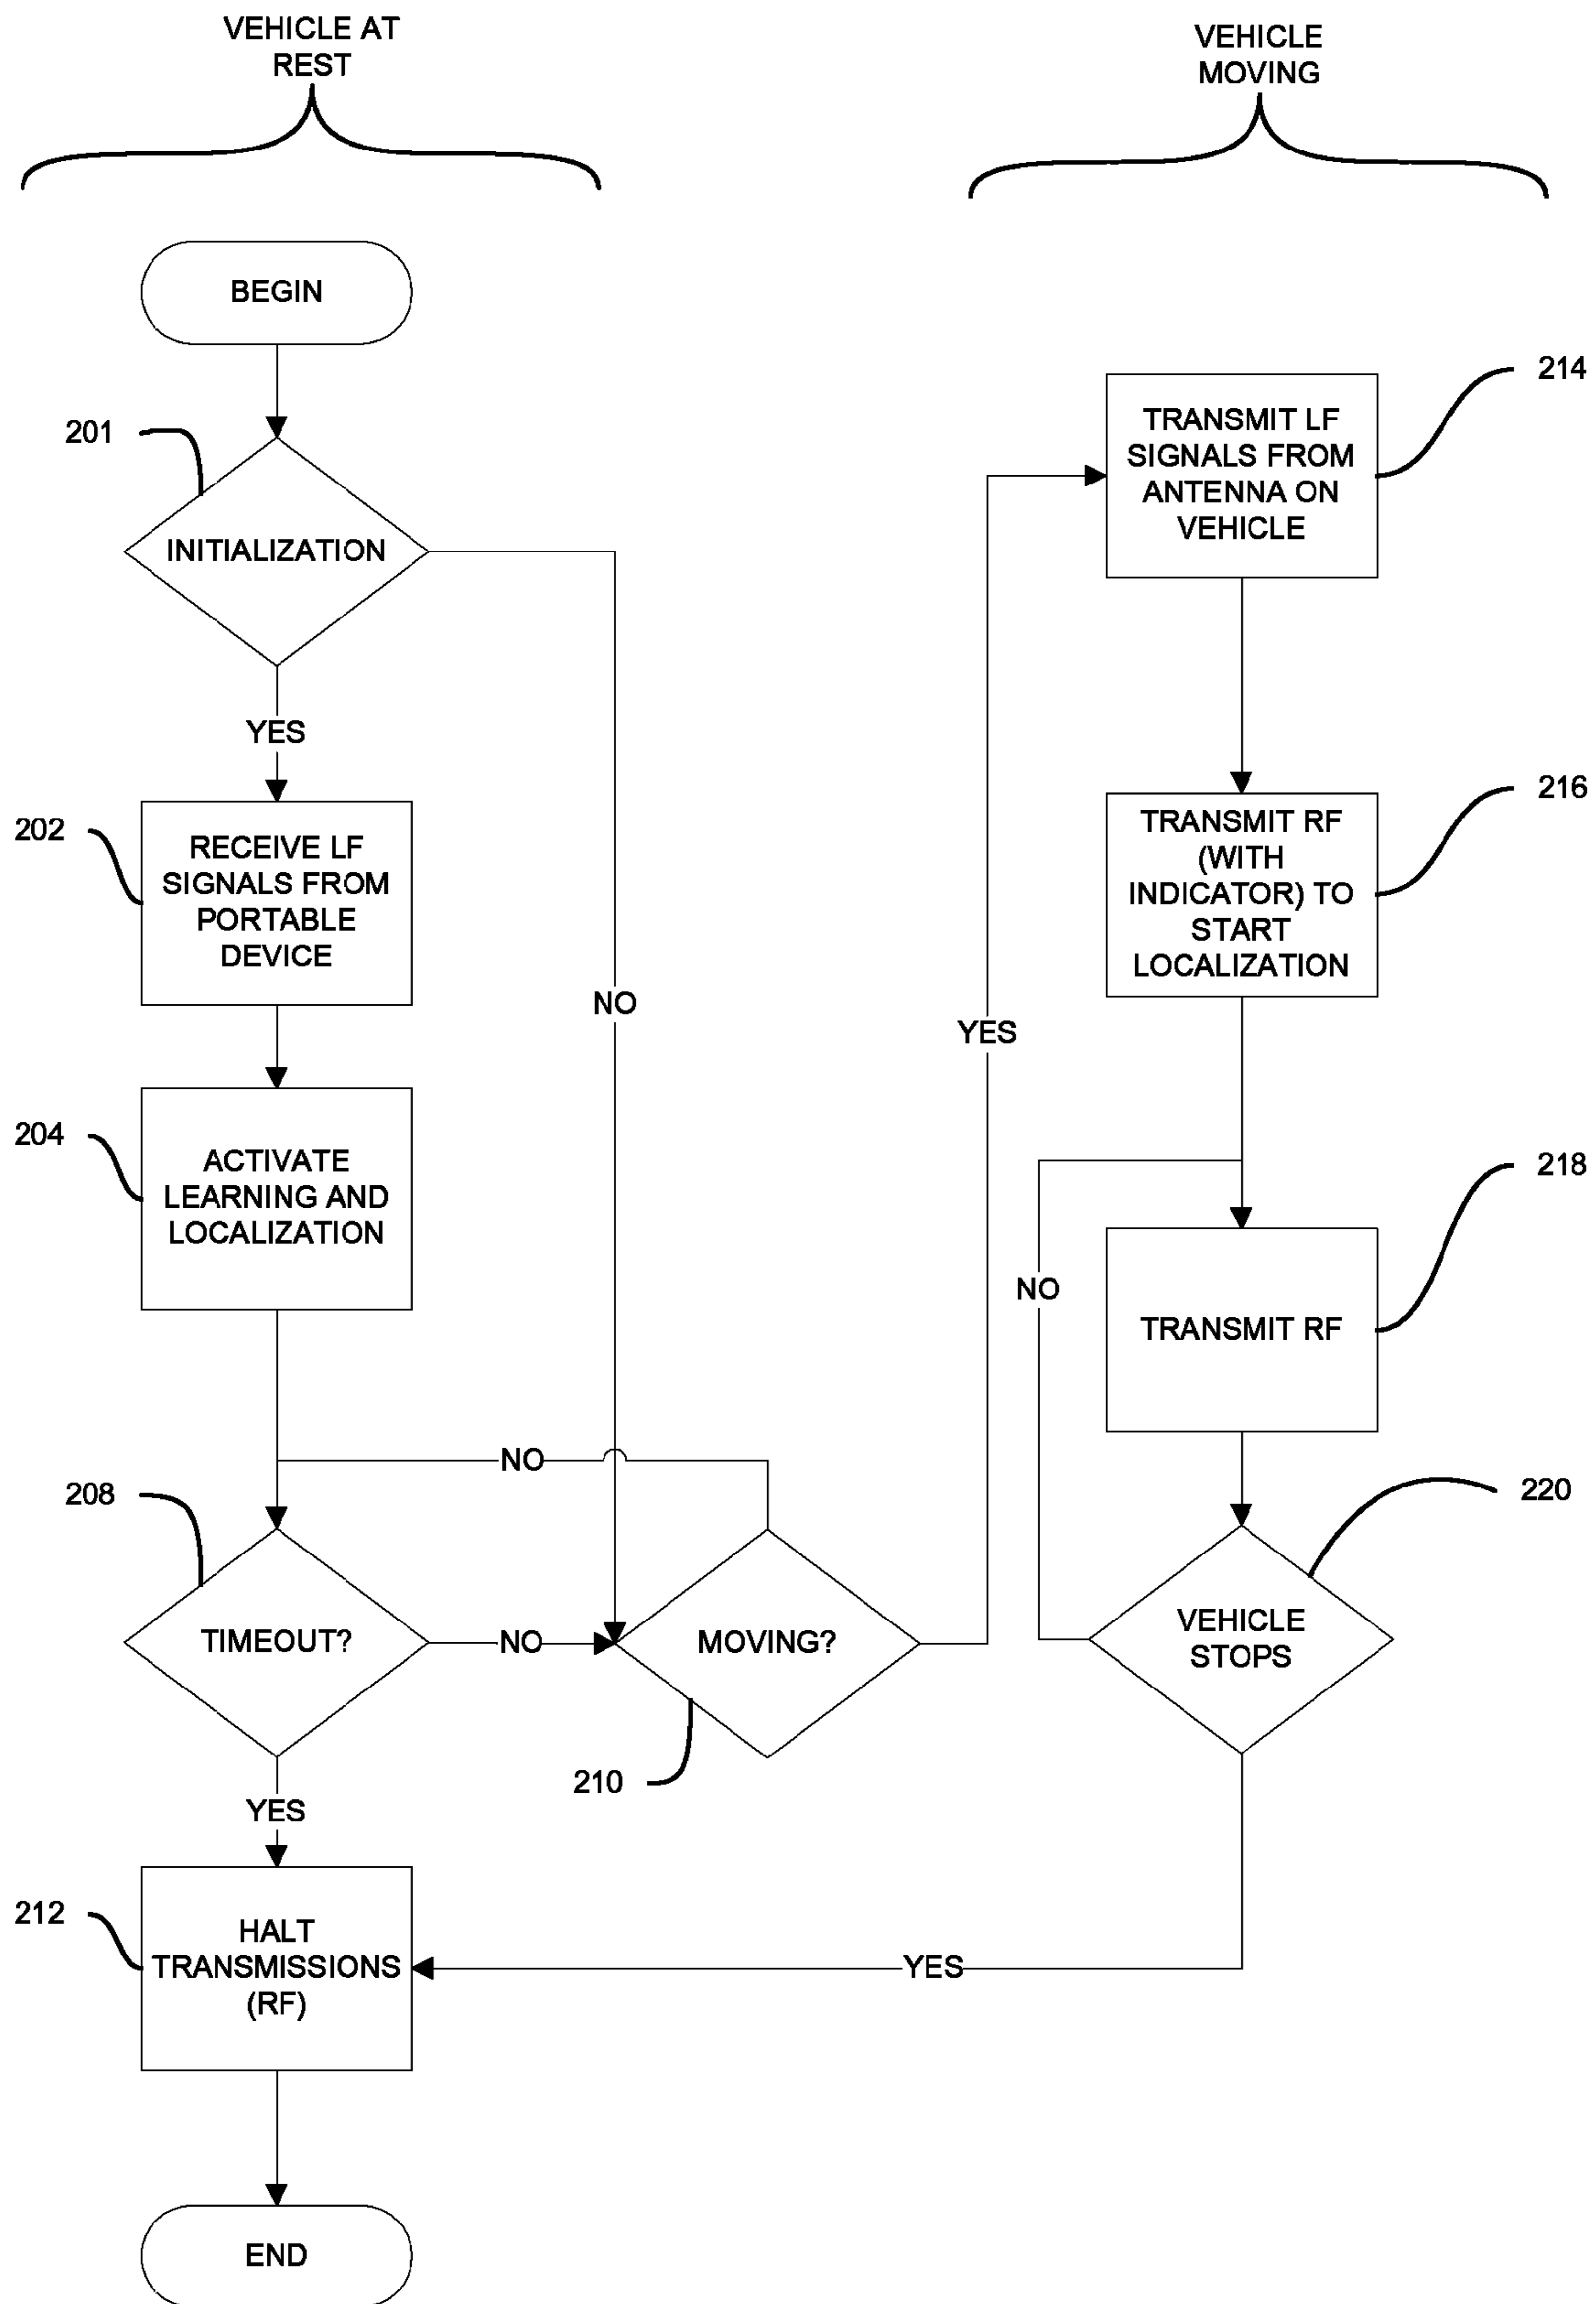 VEHICLE AT
REST
VEHICLE
MOVING
BEGIN
201
INITIALIZATION
YES
202
RECEIVE LF
SIGNALS FROM
PORTABLE
DEVICE
NO
204
ACTIVATE
LEARNING AND
LOCALIZATION
NO
208
TIMEOUT?
NO
MOVING?
210
YES
YES
212
HALT
TRANSMISSIONS
(RF)
END
214
TRANSMIT LF
SIGNALS FROM
ANTENNA ON
VEHICLE
216
TRANSMIT RF
(WITH
INDICATOR) TO
START
LOCALIZATION
218
NO
TRANSMIT RF
220
VEHICLE
STOPS
YES